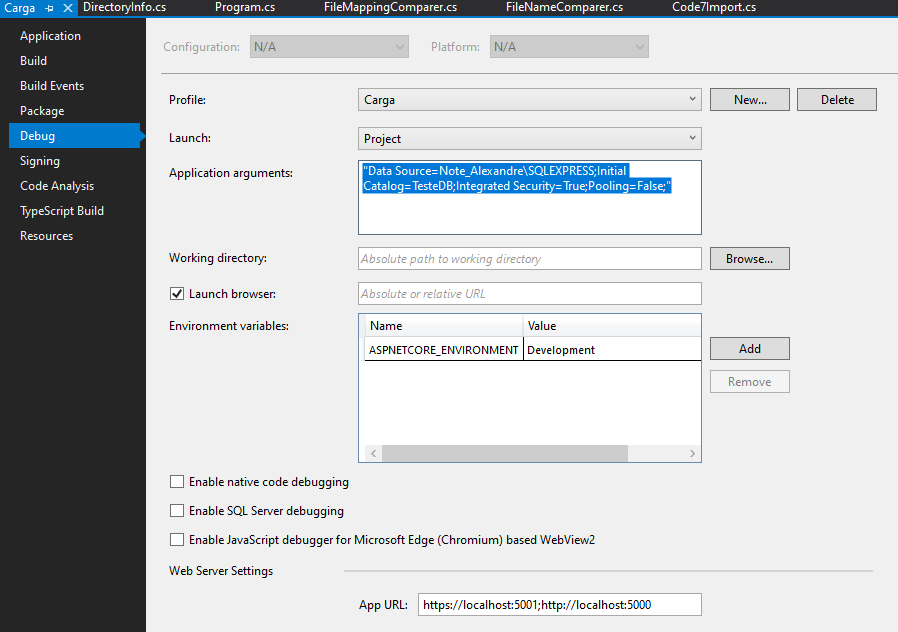 Carga DirectoryInfo.cs Program.cs FileMappingComparer.cs FileNameComparer.cs Code7Import.cs
Application
Build
Build Events
Package
Debug
Signing
Code Analysis
TypeScript Build
Resources
Configuration: N/A Platform: N/A
Profile: Carga New... Delete
Launch: Project
Application arguments: "Data Source=Note_Alexandre\SQLEXPRESS;Initial
Catalog=TesteDB;Integrated Security=True;Pooling=False;"
Working directory: Absolute path to working directory Browse...
Launch browser: Absolute or relative URL
Environment variables: Name Value
ASPNETCORE_ENVIRONMENT Development Add
Remove
Enable native code debugging
Enable SQL Server debugging
Enable JavaScript debugger for Microsoft Edge (Chromium) based WebView2
Web Server Settings
App URL: https://localhost:5001;http://localhost:5000